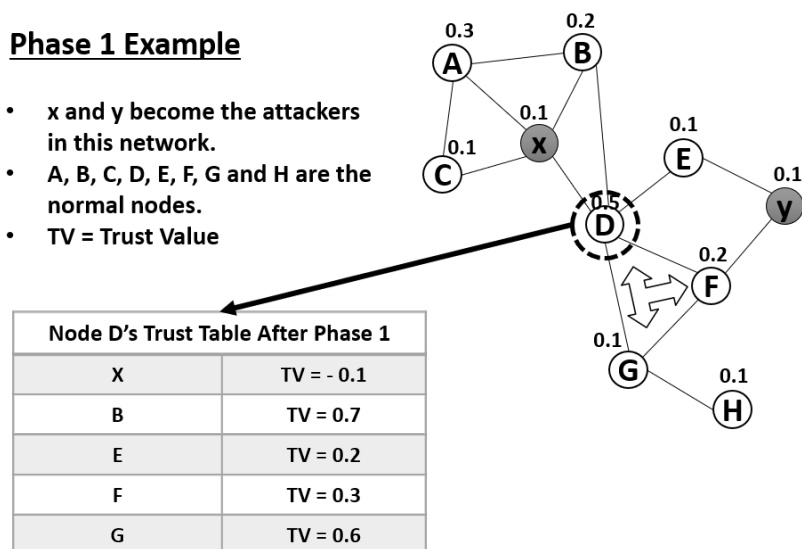 Phase 1 Example
• x and y become the attackers
in this network.
• A, B, C, D, E, F, G and H are the
normal nodes.
• TV = Trust Value
0.3
A
0.2
B
0.1
x
0.1
C
0.1
E
0.1
y
0.5
D
0.2
F
0.1
G
0.1
H
Node D's Trust Table After Phase 1
X TV = - 0.1
B TV = 0.7
E TV = 0.2
F TV = 0.3
G TV = 0.6